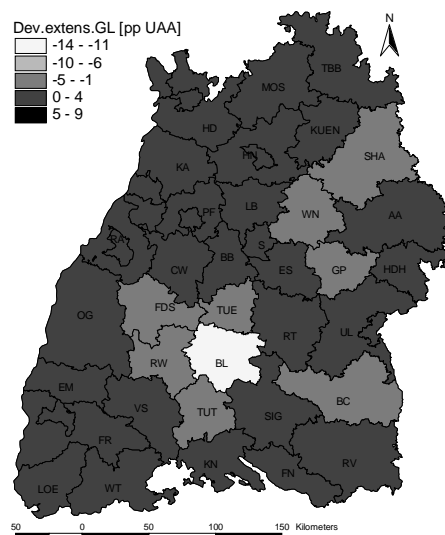 Dev.extens.GL [pp UAA]
-14 - -11
-10 - -6
-5 - -1
0 - 4
5 - 9
N
TBB
MOS
HD
KUEN
HN
SHA
KA
PF
LB
WN
AA
RA
CW
BB
S
ES
GP
HDH
OG
FDS
TUE
RT
UL
RW
BL
BC
EM
VS
TUT
SIG
FR
KN
FN
RV
LOE
WT
50 0 50 100 150 Kilometers